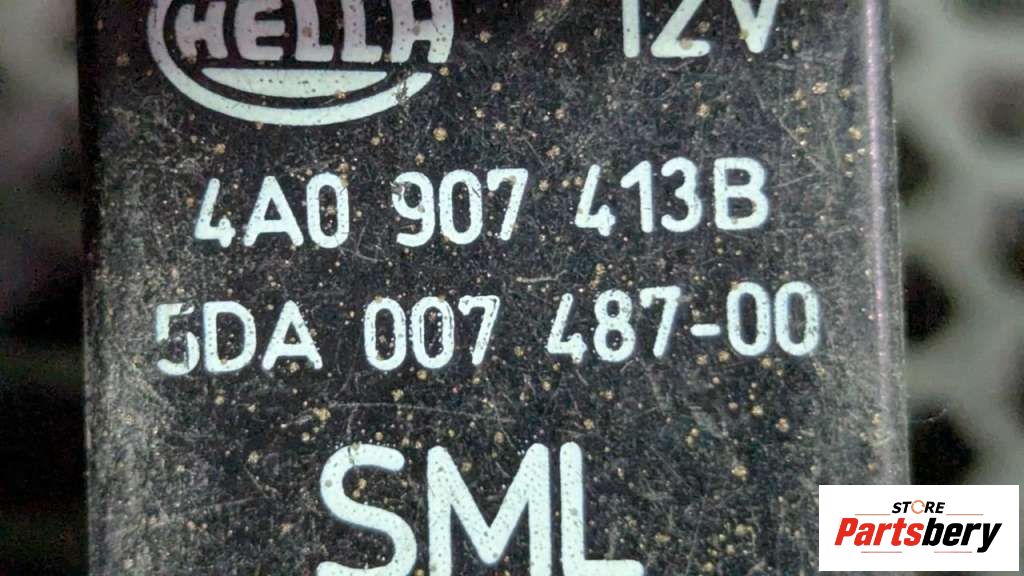 HELLA 12V
4A0 907 413B
5DA 007 487-00
SML
STORE
Partsbery